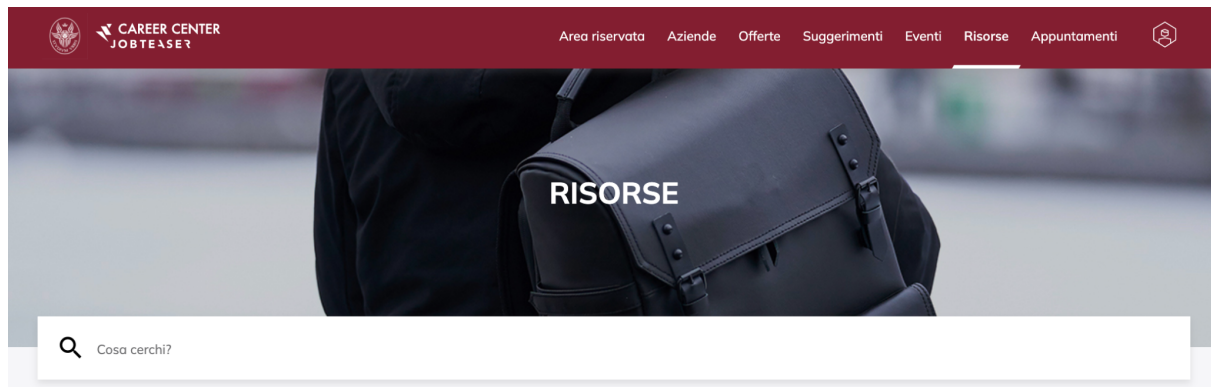 CAREER CENTER
JOBTEASER
Area riservata Aziende Offerte Suggerimenti Eventi Risorse Appuntamenti
RISORSE
Cosa cerchi?